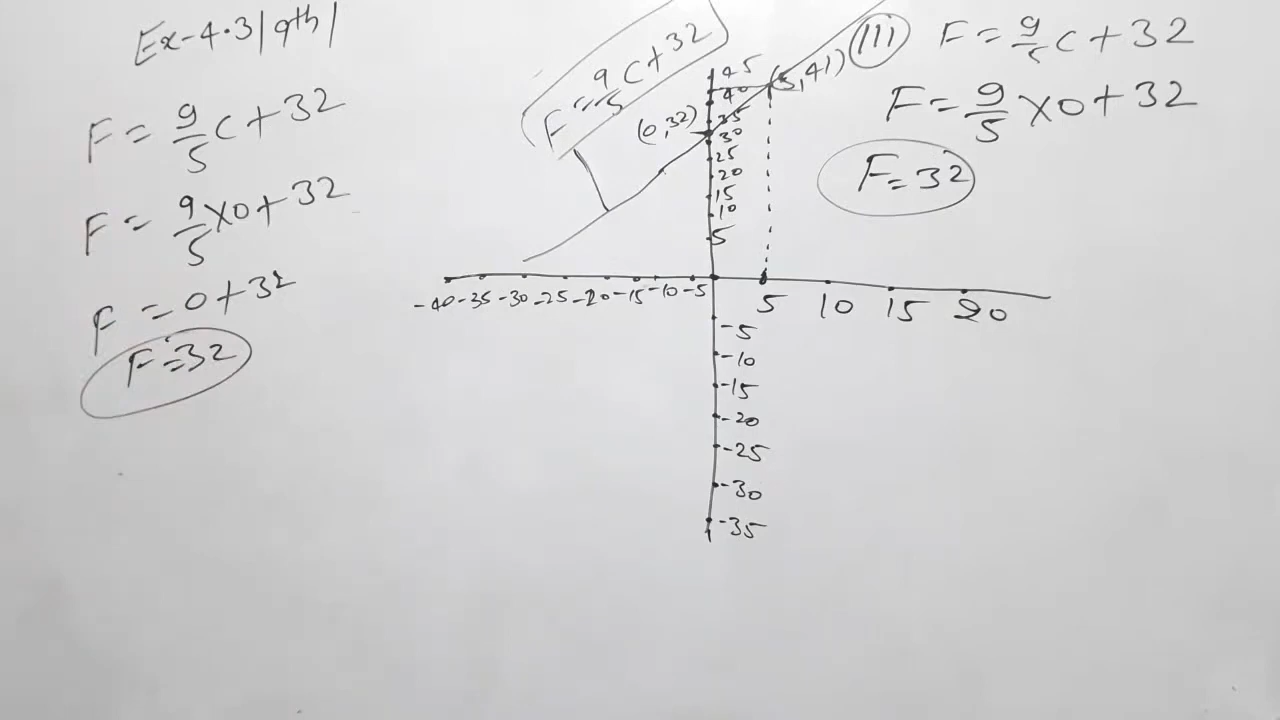 Ex-4.3|9th|
F = 9/5 C + 32
F = 9/5 × 0 + 32
F = 0 + 32
F = 32
F = 9/5 C + 32
(0,32)
(5,41)
45
40
35
30
25
20
15
10
5
-40 -35 -30 -25 -20 -15 -10 -5
5 10 15 20
-5
-10
-15
-20
-25
-30
-35
(III) F = 9/5 C + 32
F = 9/5 × 0 + 32
F = 32